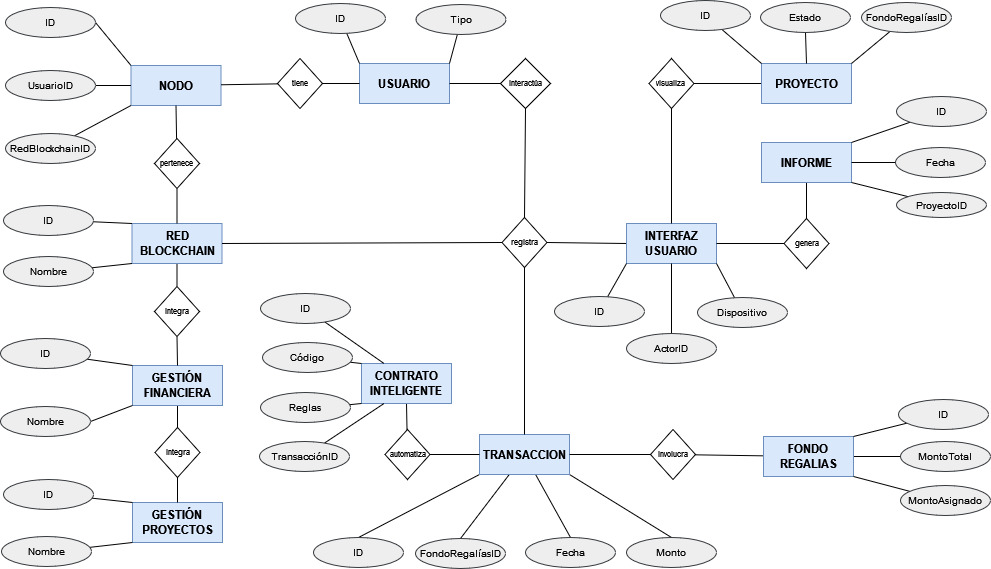 ID
UsuarioID
RedBlockchainID
NODO
tiene
ID
Tipo
USUARIO
Interactúa
ID
Estado
FondoRegalíasID
visualiza
PROYECTO
INFORME
ID
Fecha
ProyectoID
pertenece
ID
Nombre
RED
BLOCKCHAIN
registra
INTERFAZ
USUARIO
genera
ID
ActorID
Dispositivo
Integra
ID
Nombre
GESTIÓN
FINANCIERA
Integra
ID
Nombre
GESTIÓN
PROYECTOS
ID
Código
Reglas
TransacciónID
CONTRATO
INTELIGENTE
automatiza
TRANSACCION
Involucra
FONDO
REGALIAS
ID
MontoTotal
MontoAsignado
ID
FondoRegalíasID
Fecha
Monto